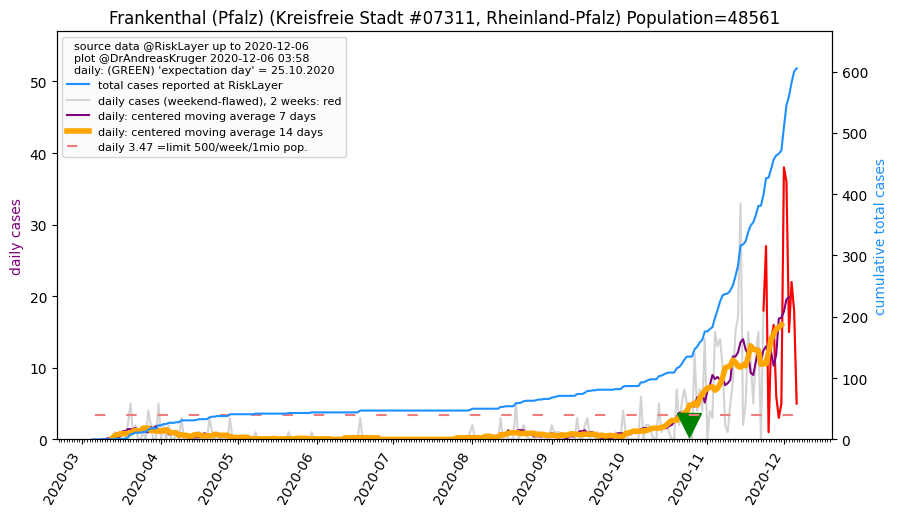 Frankenthal (Pfalz) (Kreisfreie Stadt #07311, Rheinland-Pfalz) Population=48561
source data @RiskLayer up to 2020-12-06
plot @DrAndreasKruger 2020-12-06 03:58
daily: (GREEN) 'expectation day' = 25.10.2020
total cases reported at RiskLayer
daily cases (weekend-flawed), 2 weeks: red
daily: centered moving average 7 days
daily: centered moving average 14 days
daily 3.47 =limit 500/week/1mio pop.
daily cases
50
40
30
20
10
0
cumulative total cases
600
500
400
300
200
100
0
2020-03
2020-04
2020-05
2020-06
2020-07
2020-08
2020-09
2020-10
2020-11
2020-12